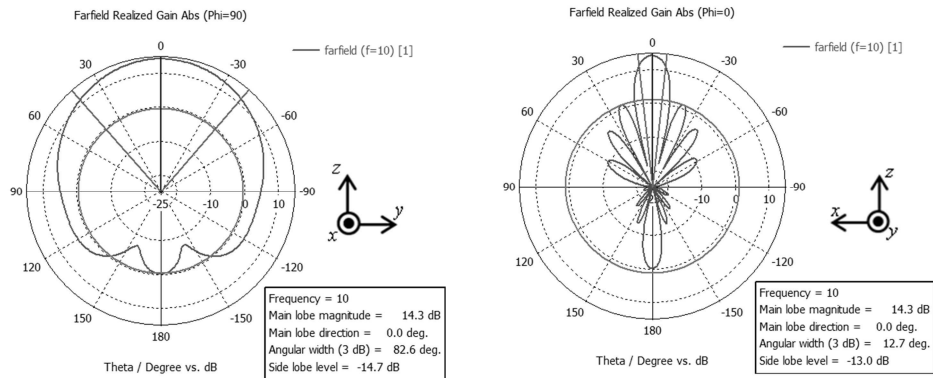 Farfield Realized Gain Abs (Phi=90)
farfield (f=10) [1]
0
30
-30
60
-60
90
-90
-25
-10
0
120
-120
150
-150
180
z
y
x
Frequency = 10
Main lobe magnitude = 14.3 dB
Main lobe direction = 0.0 deg.
Angular width (3 dB) = 82.6 deg.
Side lobe level = -14.7 dB
Theta / Degree vs. dB
Farfield Realized Gain Abs (Phi=0)
farfield (f=10) [1]
0
30
-30
60
-60
90
-90
0
120
-120
150
-150
180
z
x
y
Frequency = 10
Main lobe magnitude = 14.3 dB
Main lobe direction = 0.0 deg.
Angular width (3 dB) = 12.7 deg.
Side lobe level = -13.0 dB
Theta / Degree vs. dB